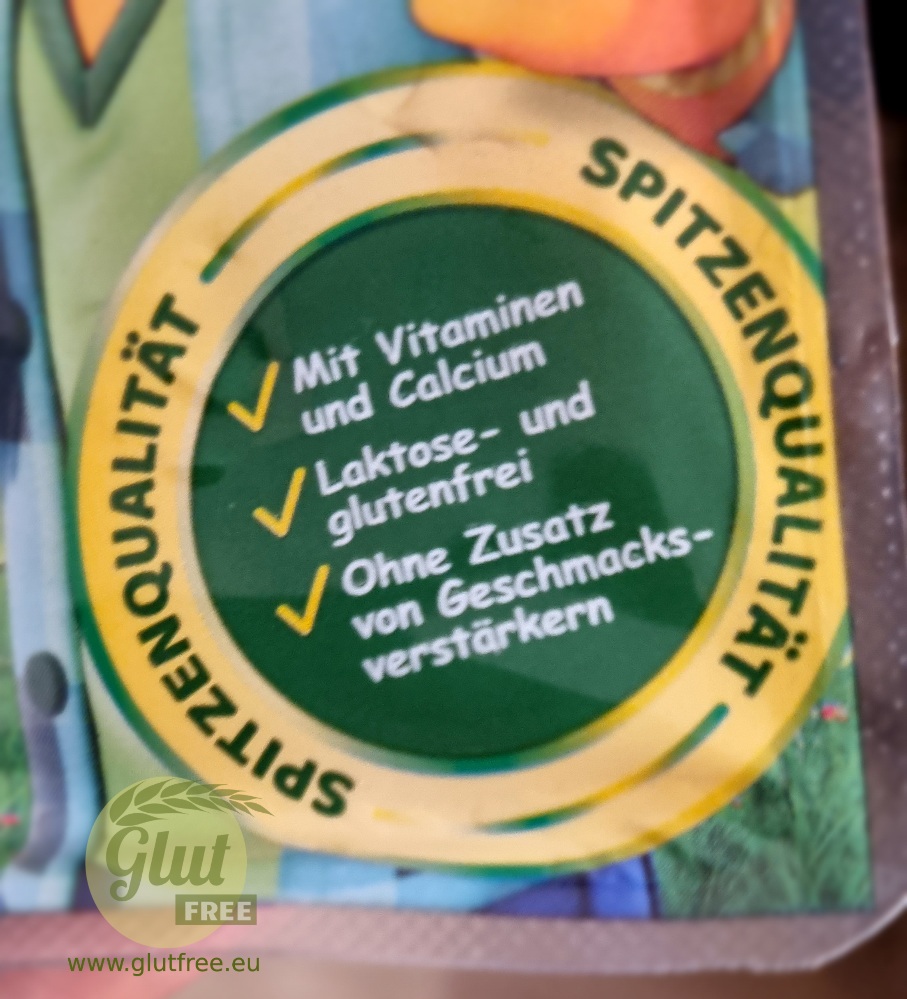 SPITZENQUALITÄT
SPITZENQUALITÄT
Mit Vitaminen
und Calcium
Laktose- und
glutenfrei
Ohne Zusatz
von Geschmacks-
verstärkern
Glut
FREE
www.glutfree.eu